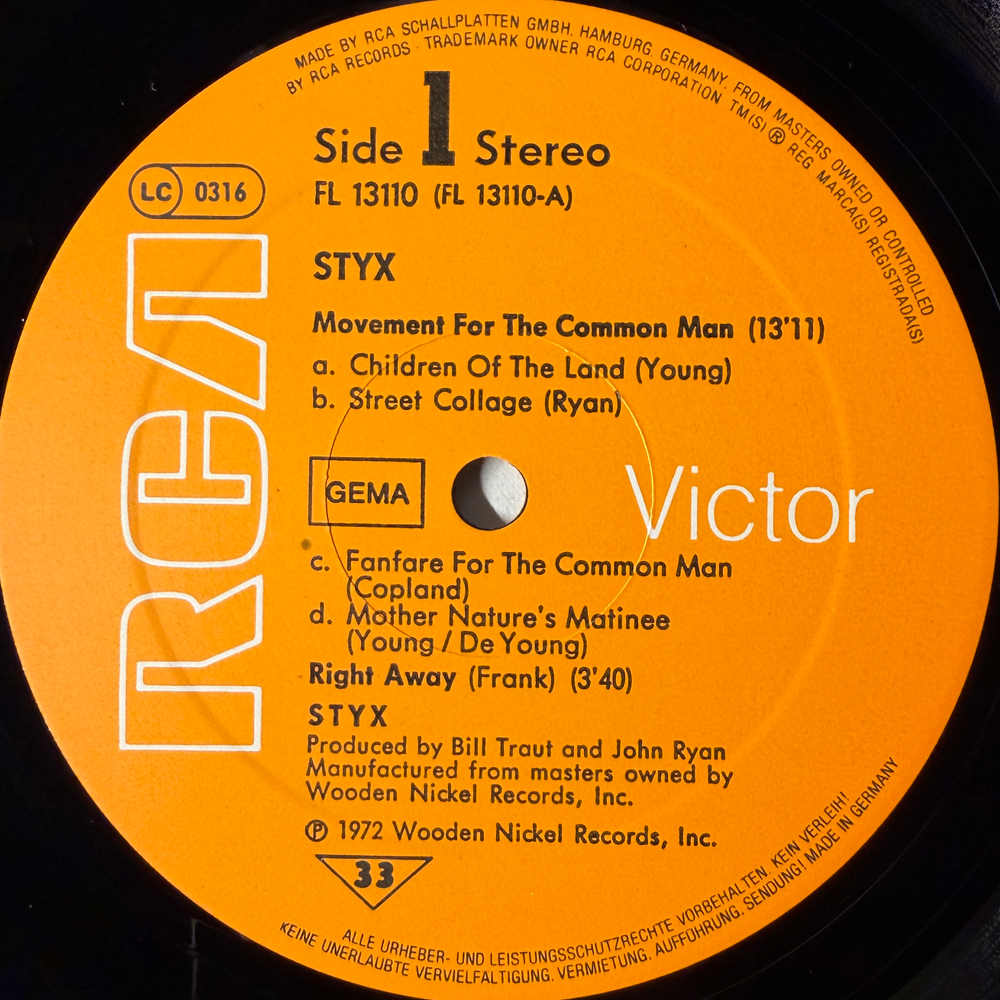 MADE BY RCA SCHALLPLATTEN GMBH, HAMBURG, GERMANY, FROM MASTERS OWNED OR CONTROLLED
BY RCA RECORDS · TRADEMARK OWNER RCA CORPORATION TM(S) ® REG. MARCA(S) REGISTRADA(S)
Side 1 Stereo
FL 13110 (FL 13110-A)
LC 0316
RCA
STYX
Movement For The Common Man (13'11)
a. Children Of The Land (Young)
b. Street Collage (Ryan)
GEMA
Victor
c. Fanfare For The Common Man
(Copland)
d. Mother Nature's Matinee
(Young / De Young)
Right Away (Frank) (3'40)
STYX
Produced by Bill Traut and John Ryan
Manufactured from masters owned by
Wooden Nickel Records, Inc.
℗ 1972 Wooden Nickel Records, Inc.
33
ALLE URHEBER- UND LEISTUNGSSCHUTZRECHTE VORBEHALTEN. KEIN VERLEIH!
KEINE UNERLAUBTE VERVIELFÄLTIGUNG, VERMIETUNG, AUFFÜHRUNG, SENDUNG! MADE IN GERMANY